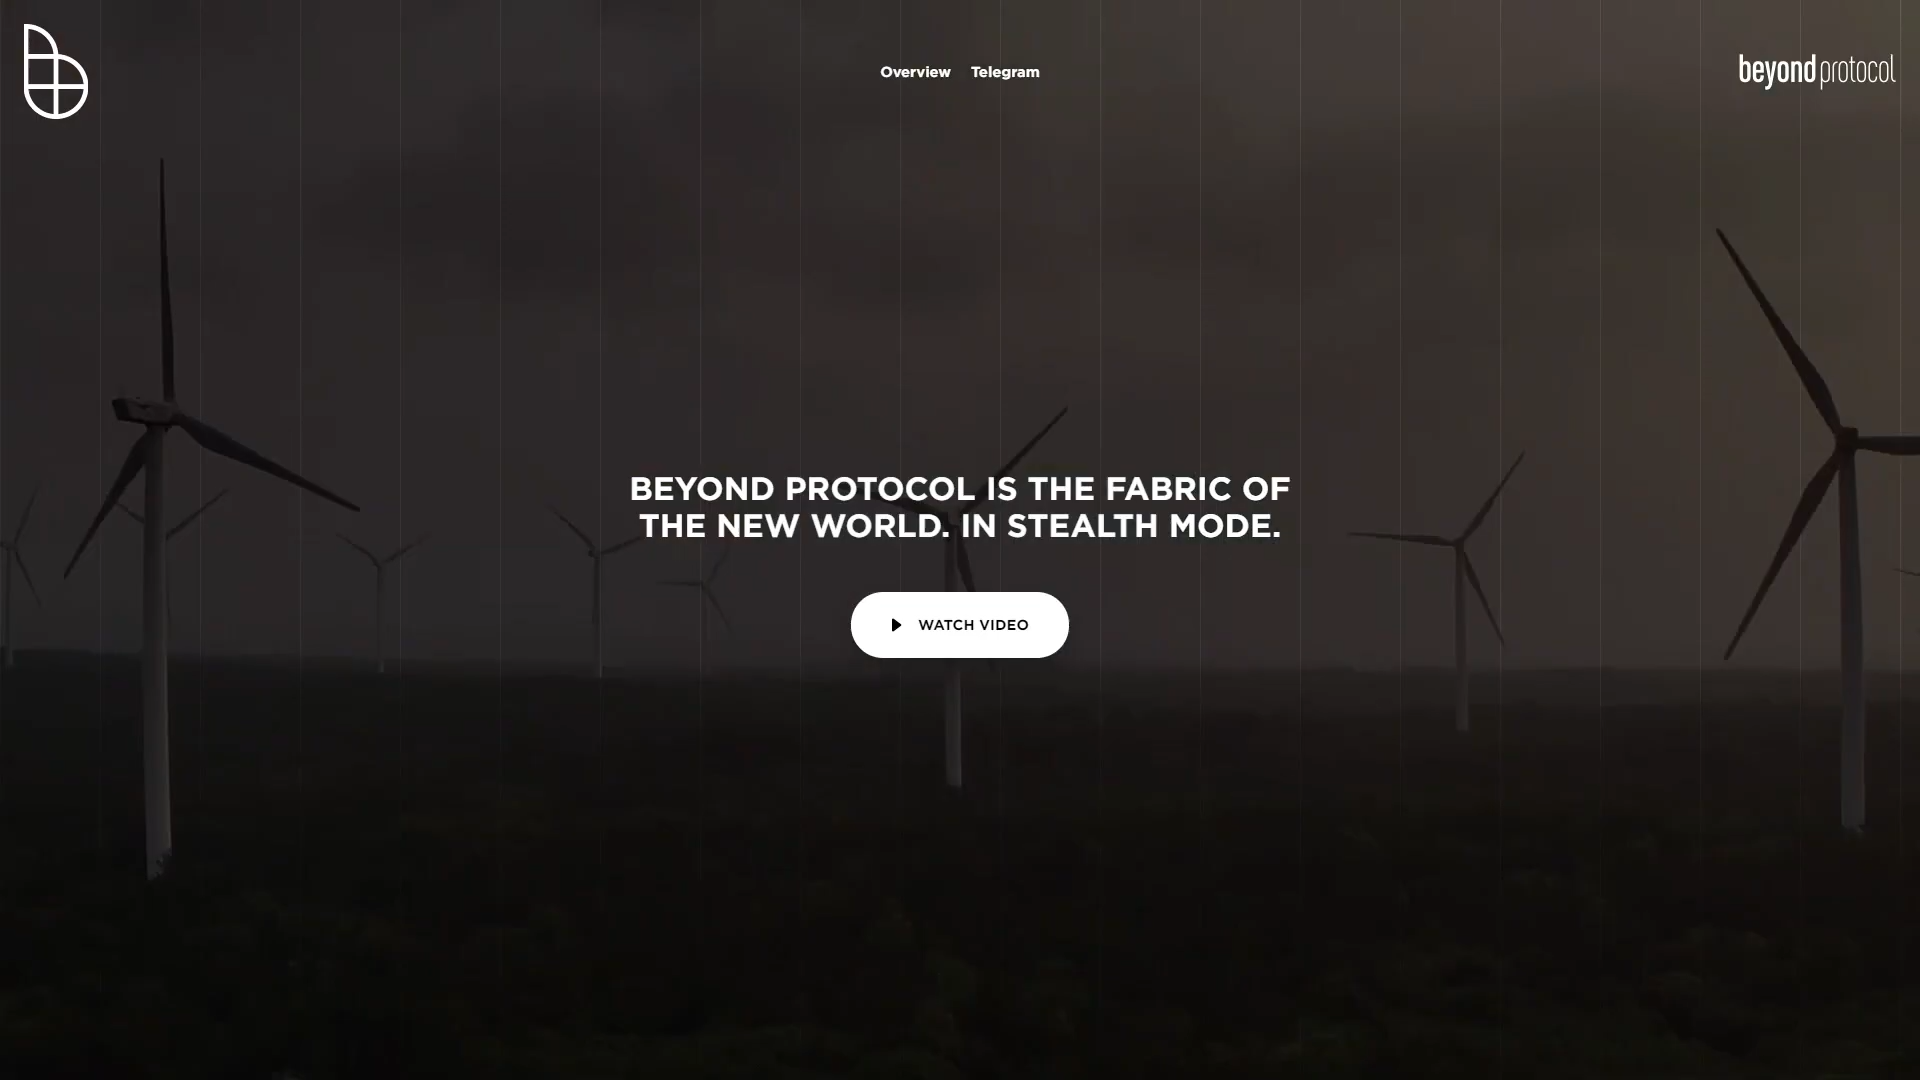 Overview Telegram
beyond protocol
BEYOND PROTOCOL IS THE FABRIC OF
THE NEW WORLD. IN STEALTH MODE.
WATCH VIDEO